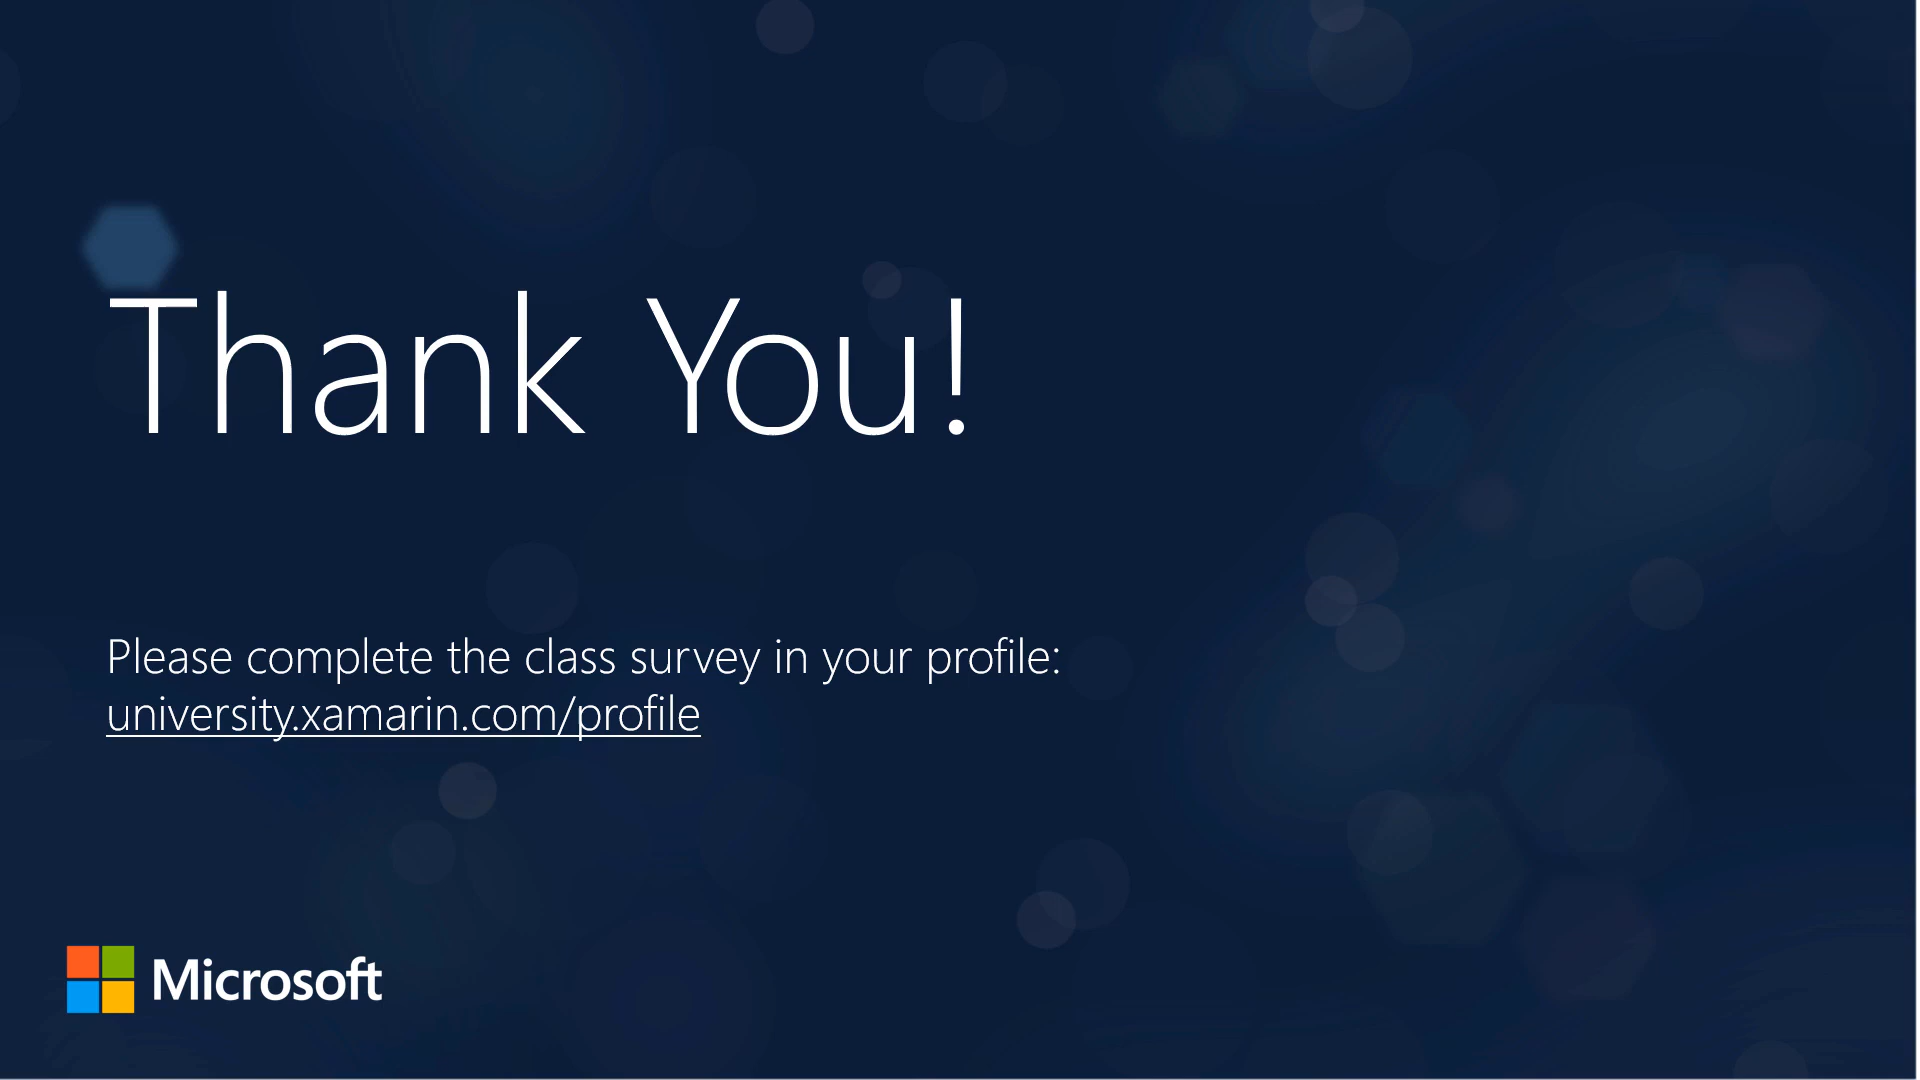 Thank You!
Please complete the class survey in your profile:
university.xamarin.com/profile
Microsoft